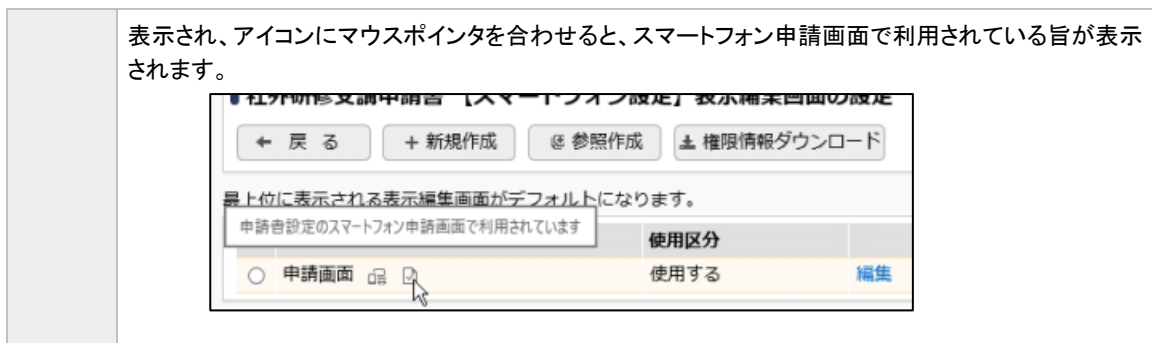 表示され、アイコンにマウスポインタを合わせると、スマートフォン申請画面で利用されている旨が表示
されます。
社外研修受講申請書 【スマートフォン設定】 表示編集画面の設定
戻 る
新規作成
参照作成
権限情報ダウンロード
最上位に表示される表示編集画面がデフォルトになります。
申請書設定のスマートフォン申請画面で利用されています
使用区分
申請画面
使用する
編集